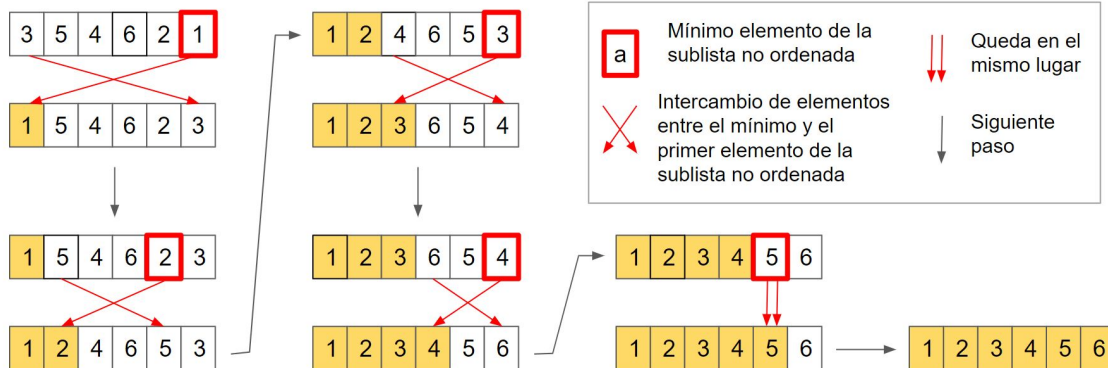 3 5 4 6 2 1
1 5 4 6 2 3
1 5 4 6 2 3
1 2 4 6 5 3
1 2 4 6 5 3
1 2 3 6 5 4
1 2 3 6 5 4
1 2 3 4 5 6
1 2 3 4 5 6
1 2 3 4 5 6
1 2 3 4 5 6
a
Mínimo elemento de la
sublista no ordenada
Intercambio de elementos
entre el mínimo y el
primer elemento de la
sublista no ordenada
Queda en el
mismo lugar
Siguiente
paso